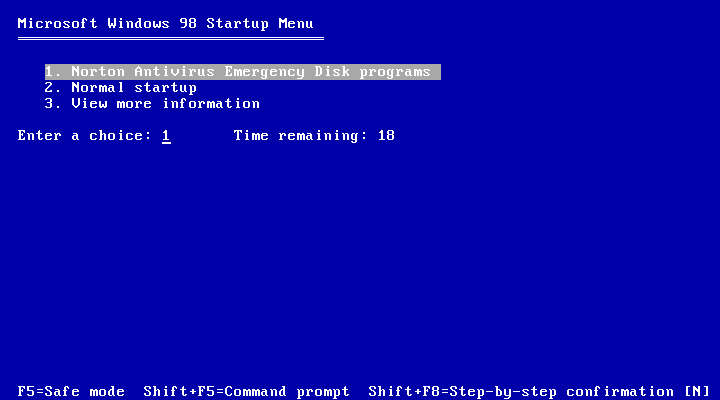 Microsoft Windows 98 Startup Menu
1. Norton Antivirus Emergency Disk programs
2. Normal startup
3. View more information
Enter a choice: 1 Time remaining: 18
F5=Safe mode Shift+F5=Command prompt Shift+F8=Step-by-step confirmation [N]